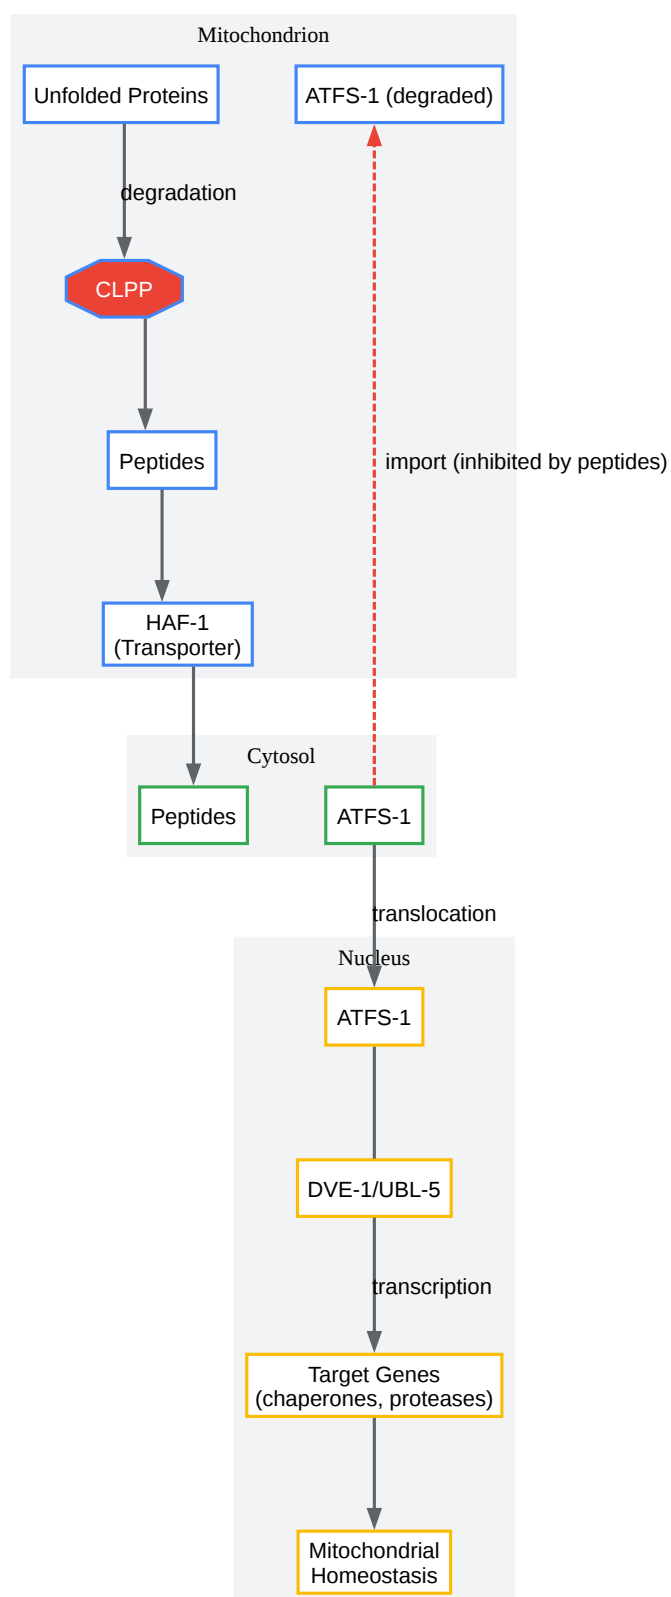 Mitochondrion
Unfolded Proteins
ATFS-1 (degraded)
degradation
CLPP
Peptides
import (inhibited by peptides)
HAF-1
(Transporter)
Cytosol
Peptides
ATFS-1
translocation
Nucleus
ATFS-1
DVE-1/UBL-5
transcription
Target Genes
(chaperones, proteases)
Mitochondrial
Homeostasis